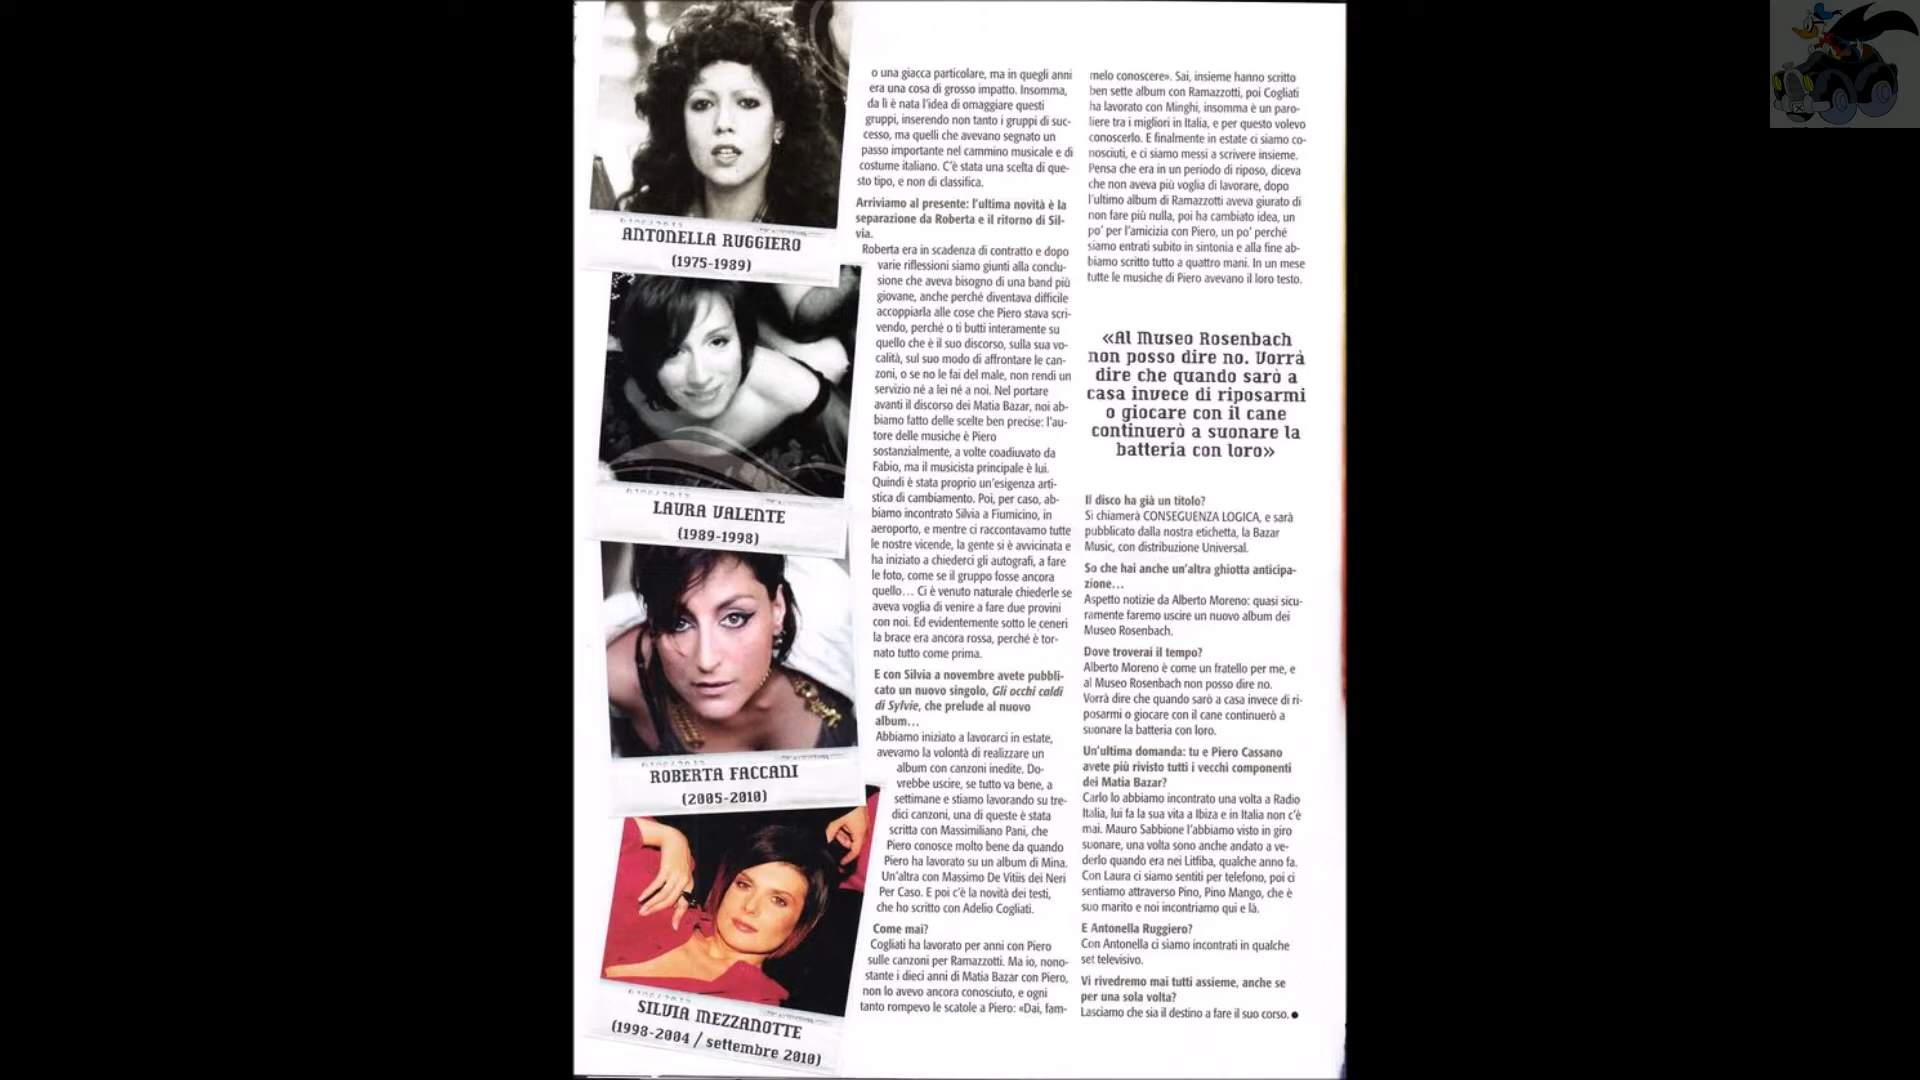 ANTONELLA RUGGIERO
(1975-1989)
LAURA VALENTE
(1989-1998)
ROBERTA FACCANI
(2005-2010)
SILVIA MEZZANOTTE
(1998-2004 / settembre 2010)
o una giacca particolare, ma in quegli anni
era una cosa di grosso impatto. Insomma,
da lì è nata l'idea di omaggiare questi
gruppi, inserendo non tanto i gruppi di suc-
cesso, ma quelli che avevano segnato un
passo importante nel cammino musicale e di
costume italiano. C'è stata una scelta di que-
sto tipo, e non di classifica.
Arriviamo al presente: l'ultima novità è la
separazione da Roberta e il ritorno di Sil-
via.
Roberta era in scadenza di contratto e dopo
varie riflessioni siamo giunti alla conclu-
sione che aveva bisogno di una band più
giovane, anche perché diventava difficile
accoppiarla alle cose che Piero stava scri-
vendo, perché o ti butti interamente su
quello che è il suo discorso, sulla sua vo-
calità, sul suo modo di affrontare le can-
zoni, o se no le fai del male, non rendi un
servizio né a lei né a noi. Nel portare
avanti il discorso dei Matia Bazar, noi ab-
biamo fatto delle scelte ben precise: l'au-
tore delle musiche è Piero
sostanzialmente, a volte coadiuvato da
Fabio, ma il musicista principale è lui.
Quindi è stata proprio un'esigenza arti-
stica di cambiamento. Poi, per caso, ab-
biamo incontrato Silvia a Fiumicino, in
aeroporto, e mentre ci raccontavamo tutte
le nostre vicende, la gente si è avvicinata e
ha iniziato a chiederci gli autografi, a fare
le foto, come se il gruppo fosse ancora
quello… Ci è venuto naturale chiederle se
aveva voglia di venire a fare due provini
con noi. Ed evidentemente sotto le ceneri
la brace era ancora rossa, perché è tor-
nato tutto come prima.
E con Silvia a novembre avete pubbli-
cato un nuovo singolo, Gli occhi caldi
di Sylvie, che prelude al nuovo
album…
Abbiamo iniziato a lavorarci in estate,
avevamo la volontà di realizzare un
album con canzoni inedite. Do-
vrebbe uscire, se tutto va bene, a
settimane e stiamo lavorando su tre-
dici canzoni, una di queste è stata
scritta con Massimiliano Pani, che
Piero conosce molto bene da quando
Piero ha lavorato su un album di Mina.
Un'altra con Massimo De Vitiis dei Neri
Per Caso. E poi c'è la novità dei testi,
che ho scritto con Adelio Cogliati.
Come mai?
Cogliati ha lavorato per anni con Piero
sulle canzoni per Ramazzotti. Ma io, nono-
stante i dieci anni di Matia Bazar con Piero,
non lo avevo ancora conosciuto, e ogni
tanto rompevo le scatole a Piero: «Dai, fam-
melo conoscere». Sai, insieme hanno scritto
ben sette album con Ramazzotti, poi Cogliati
ha lavorato con Minghi, insomma è un paro-
liere tra i migliori in Italia, e per questo volevo
conoscerlo. E finalmente in estate ci siamo co-
nosciuti, e ci siamo messi a scrivere insieme.
Pensa che era in un periodo di riposo, diceva
che non aveva più voglia di lavorare, dopo
l'ultimo album di Ramazzotti aveva giurato di
non fare più nulla, poi ha cambiato idea, un
po' per l'amicizia con Piero, un po' perché
siamo entrati subito in sintonia e alla fine ab-
biamo scritto tutto a quattro mani. In un mese
tutte le musiche di Piero avevano il loro testo.
«Al Museo Rosenbach
non posso dire no. Vorrà
dire che quando sarò a
casa invece di riposarmi
o giocare con il cane
continuerò a suonare la
batteria con loro»
Il disco ha già un titolo?
Si chiamerà CONSEGUENZA LOGICA, e sarà
pubblicato dalla nostra etichetta, la Bazar
Music, con distribuzione Universal.
So che hai anche un'altra ghiotta anticipa-
zione…
Aspetto notizie da Alberto Moreno: quasi sicu-
ramente faremo uscire un nuovo album dei
Museo Rosenbach.
Dove troverai il tempo?
Alberto Moreno è come un fratello per me, e
al Museo Rosenbach non posso dire no.
Vorrà dire che quando sarò a casa invece di ri-
posarmi o giocare con il cane continuerò a
suonare la batteria con loro.
Un'ultima domanda: tu e Piero Cassano
avete più rivisto tutti i vecchi componenti
dei Matia Bazar?
Carlo lo abbiamo incontrato una volta a Radio
Italia, lui fa la sua vita a Ibiza e in Italia non c'è
mai. Mauro Sabbione l'abbiamo visto in giro
suonare, una volta sono anche andato a ve-
derlo quando era nei Litfiba, qualche anno fa.
Con Laura ci siamo sentiti per telefono, poi ci
sentiamo attraverso Pino, Pino Mango, che è
suo marito e noi incontriamo qui e là.
E Antonella Ruggiero?
Con Antonella ci siamo incontrati in qualche
set televisivo.
Vi rivedremo mai tutti assieme, anche se
per una sola volta?
Lasciamo che sia il destino a fare il suo corso.●